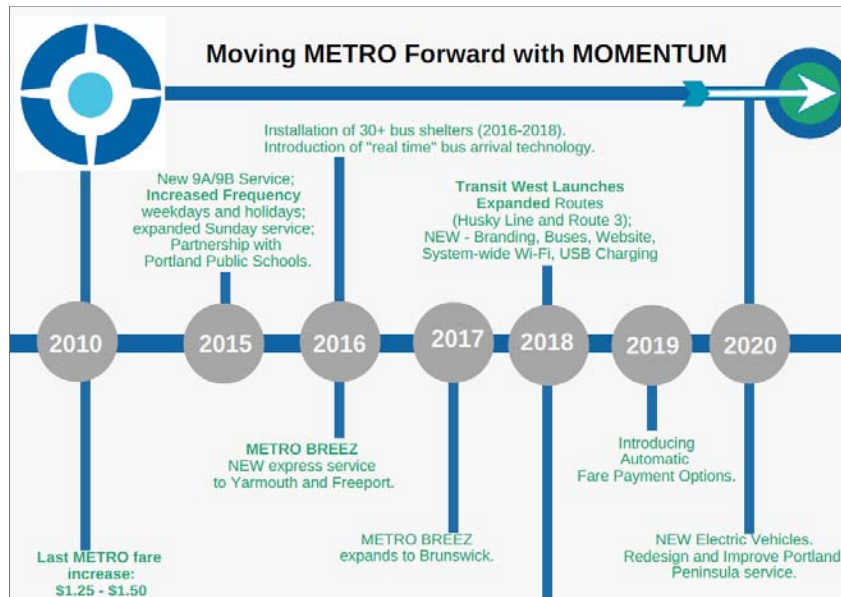 Moving METRO Forward with MOMENTUM
Installation of 30+ bus shelters (2016-2018).
Introduction of "real time" bus arrival technology.
New 9A/9B Service;
Increased Frequency
weekdays and holidays;
expanded Sunday service;
Partnership with
Portland Public Schools.
Transit West Launches
Expanded Routes
(Husky Line and Route 3);
NEW - Branding, Buses, Website,
System-wide Wi-Fi, USB Charging
2010
2015
2016
2017
2018
2019
2020
METRO BREEZ
NEW express service
to Yarmouth and Freeport.
Introducing
Automatic
Fare Payment Options.
METRO BREEZ
expands to Brunswick.
NEW Electric Vehicles.
Redesign and Improve Portland
Peninsula service.
Last METRO fare
increase:
$1.25 - $1.50